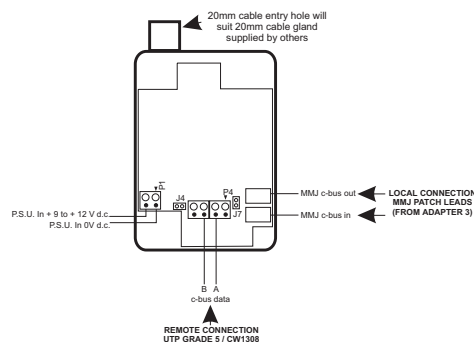 20mm cable entry hole will
suit 20mm cable gland
supplied by others
P1
J4
P4
J7
MMJ c-bus out
MMJ c-bus in
LOCAL CONNECTION
MMJ PATCH LEADS
(FROM ADAPTER 3)
P.S.U. In + 9 to + 12 V d.c.
P.S.U. In 0V d.c.
B A
c-bus data
REMOTE CONNECTION
UTP GRADE 5 / CW1308